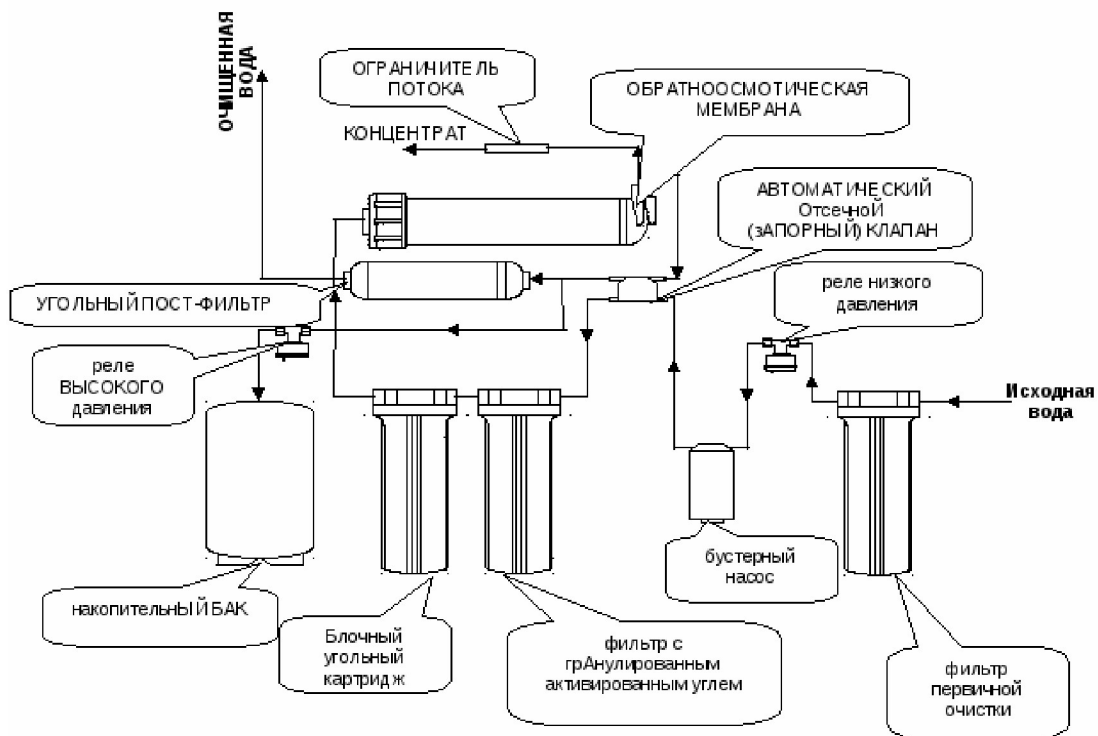 ОЧИЩЕННАЯ
ВОДА
ОГРАНИЧИТЕЛЬ
ПОТОКА
КОНЦЕНТРАТ
ОБРАТНООСМОТИЧЕСКАЯ
МЕМБРАНА
АВТОМАТИЧЕСКИЙ
ОтсечноЙ
(зАПОРНЫЙ) КЛАПАН
УГОЛЬНЫЙ ПОСТ-ФИЛЬТР
реле низкого
давления
реле
ВЫСОКОГО
давления
Исходная
вода
бустерный
насос
накопительНЫЙ БАК
Блочный
угольный
картридж
фильтр с
грАнулированным
активированным углем
фильтр
первичной
очистки